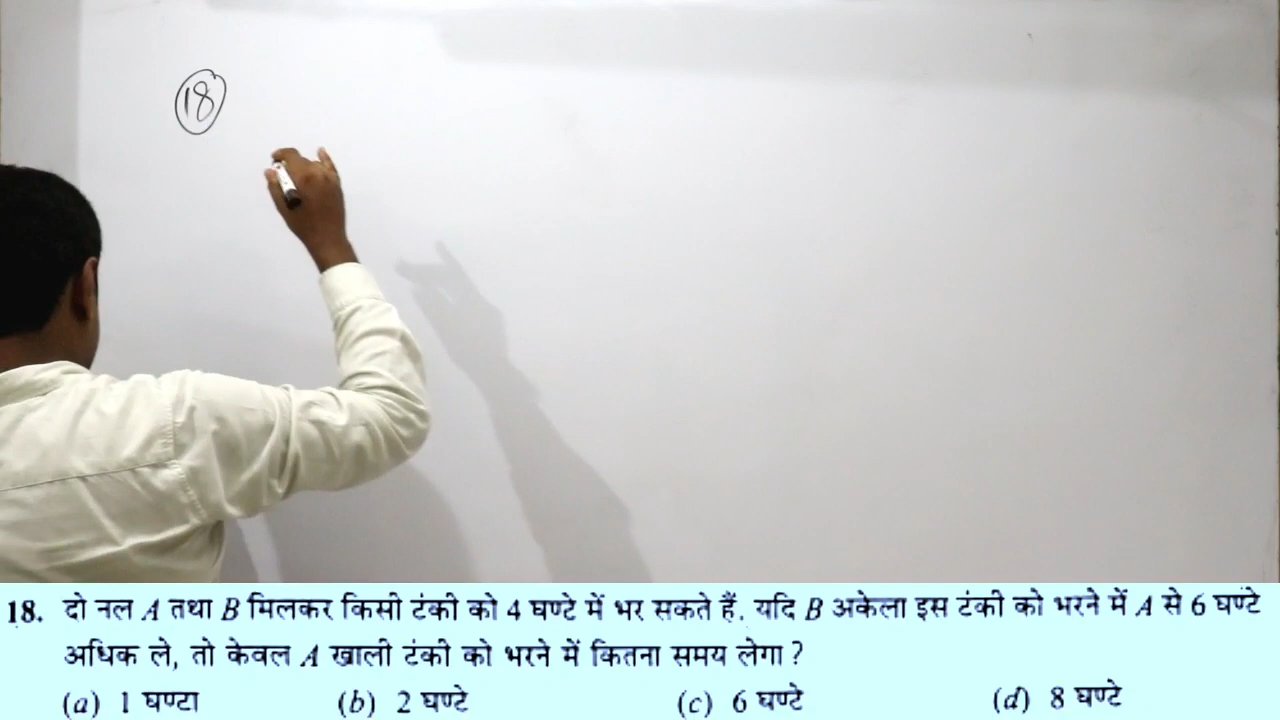 18
18. दो नल A तथा B मिलकर किसी टंकी को 4 घण्टे में भर सकते हैं. यदि B अकेला इस टंकी को भरने में A से 6 घण्टे
अधिक ले, तो केवल A खाली टंकी को भरने में कितना समय लेगा ?
(a) 1 घण्टा (b) 2 घण्टे (c) 6 घण्टे (d) 8 घण्टे